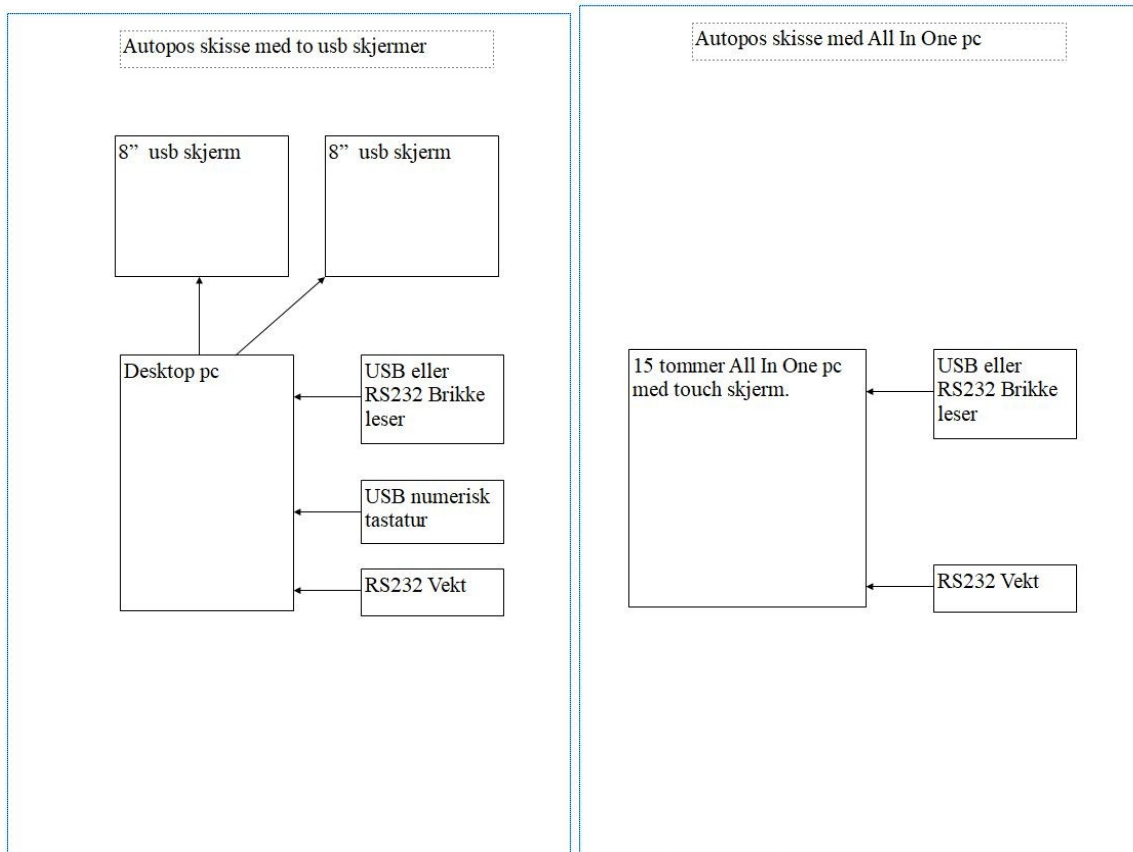 Autopos skisse med to usb skjermer
8” usb skjerm
8” usb skjerm
Desktop pc
USB eller
RS232 Brikke
leser
USB numerisk
tastatur
RS232 Vekt
Autopos skisse med All In One pc
15 tommer All In One pc
med touch skjerm.
USB eller
RS232 Brikke
leser
RS232 Vekt